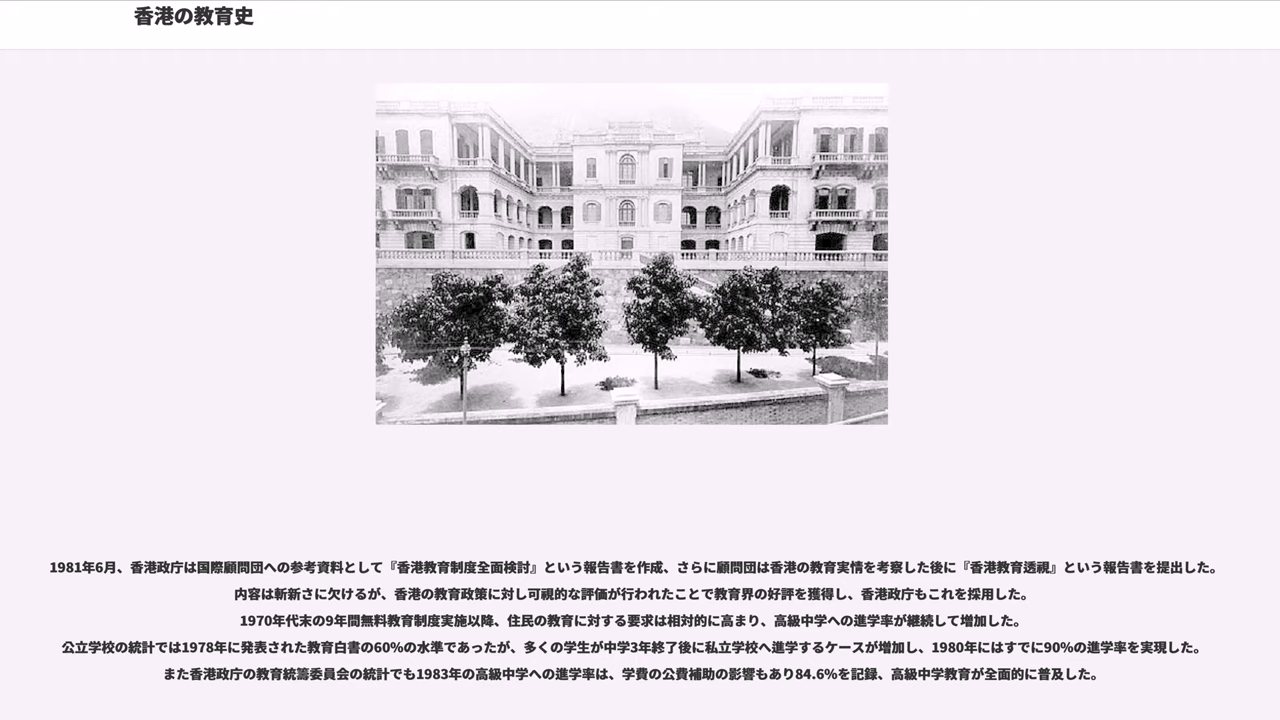 香港の教育史
1981年6月、香港政庁は国際顧問団への参考資料として『香港教育制度全面検討』という報告書を作成、さらに顧問団は香港の教育実情を考察した後に『香港教育透視』という報告書を提出した。
内容は斬新さに欠けるが、香港の教育政策に対し可視的な評価が行われたことで教育界の好評を獲得し、香港政庁もこれを採用した。
1970年代末の9年間無料教育制度実施以降、住民の教育に対する要求は相対的に高まり、高級中学への進学率が継続して増加した。
公立学校の統計では1978年に発表された教育白書の60%の水準であったが、多くの学生が中学3年終了後に私立学校へ進学するケースが増加し、1980年にはすでに90%の進学率を実現した。
また香港政庁の教育統籌委員会の統計でも1983年の高級中学への進学率は、学費の公費補助の影響もあり84.6%を記録、高級中学教育が全面的に普及した。